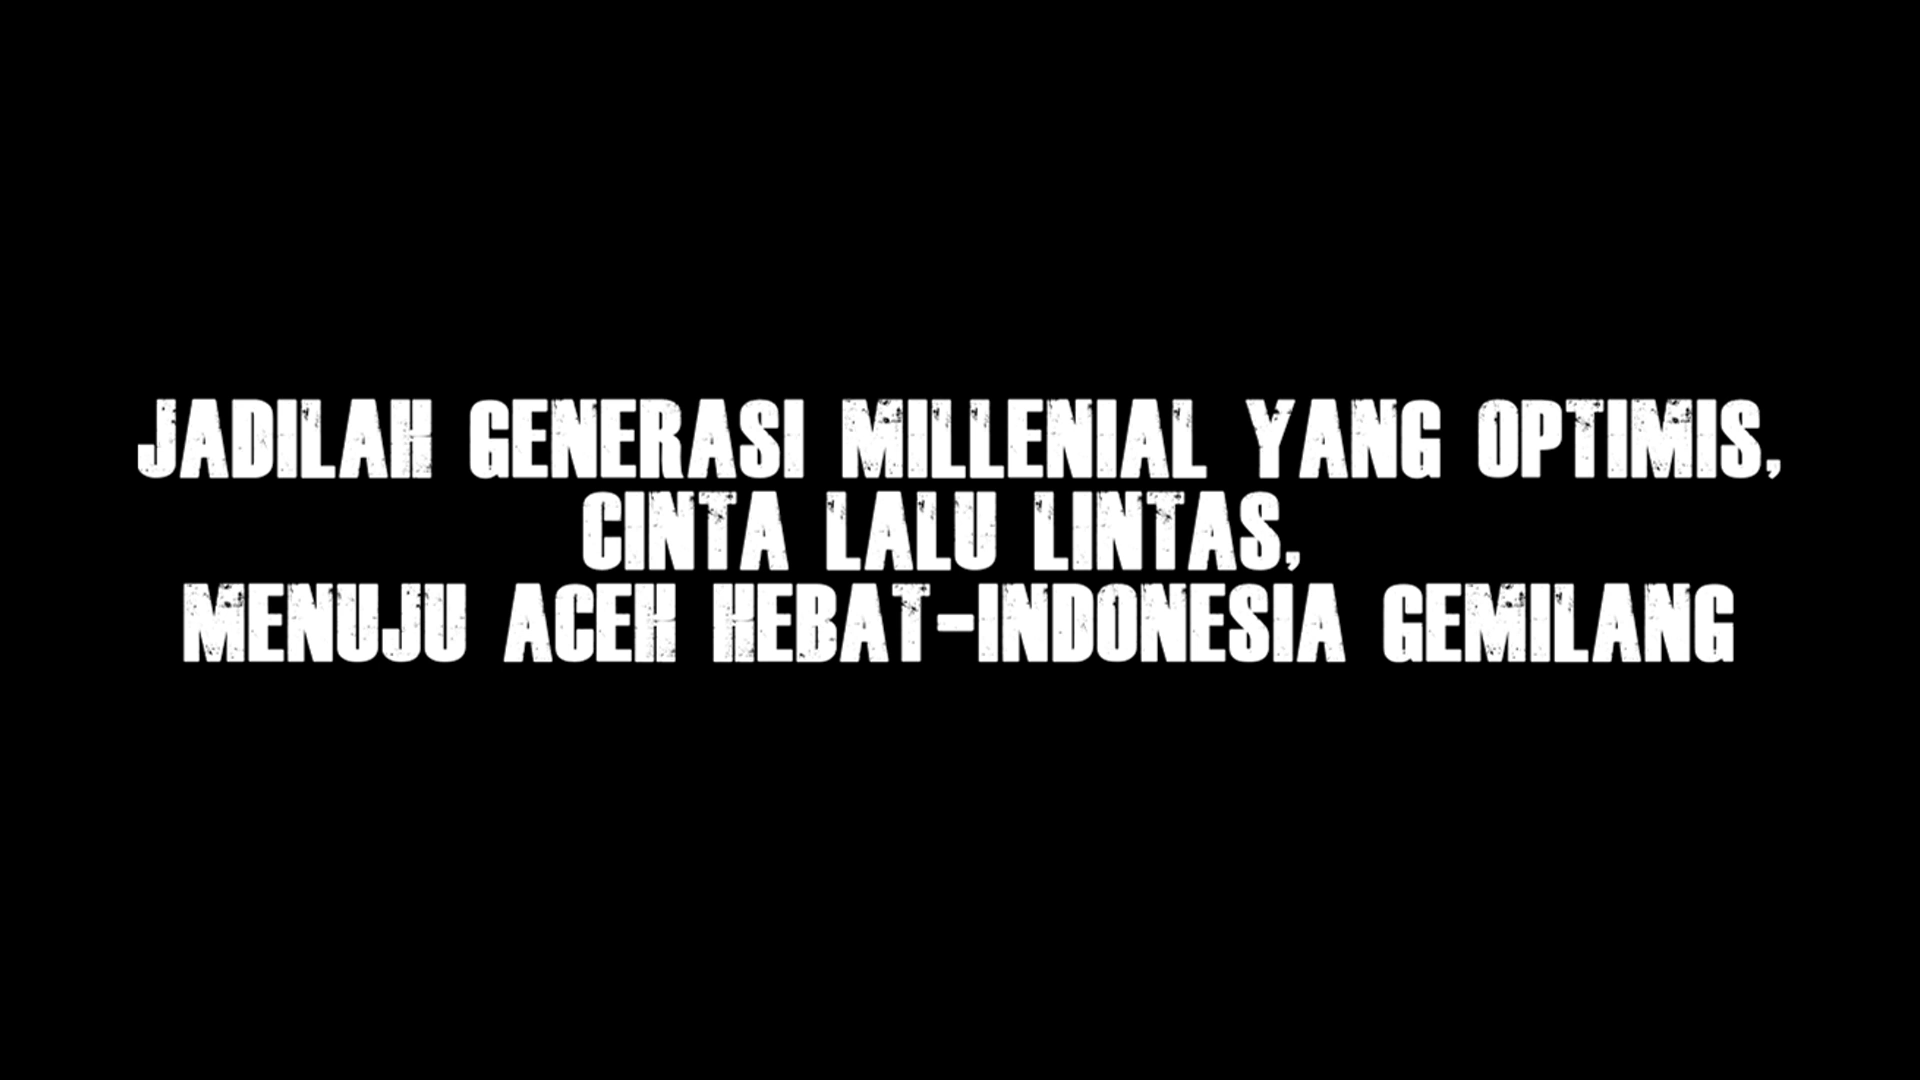 JADILAH GENERASI MILLENIAL YANG OPTIMIS,
CINTA LALU LINTAS,
MENUJU ACEH HEBAT-INDONESIA GEMILANG